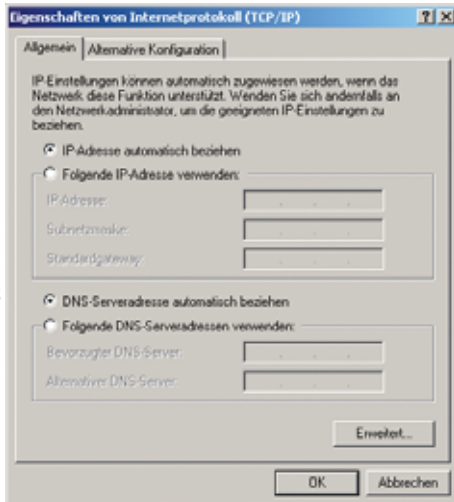 Eigenschaften von Internetprotokoll (TCP/IP)
Allgemein
Alternative Konfiguration
IP-Einstellungen können automatisch zugewiesen werden, wenn das
Netzwerk diese Funktion unterstützt. Wenden Sie sich andernfalls an
den Netzwerkadministrator, um die geeigneten IP-Einstellungen zu
beziehen.
IP-Adresse automatisch beziehen
Folgende IP-Adresse verwenden:
IP-Adresse:
Subnetzmaske:
Standardgateway:
DNS-Serveradresse automatisch beziehen
Folgende DNS-Serveradressen verwenden:
Bevorzugter DNS-Server:
Alternativer DNS-Server:
Erweitert...
OK
Abbrechen